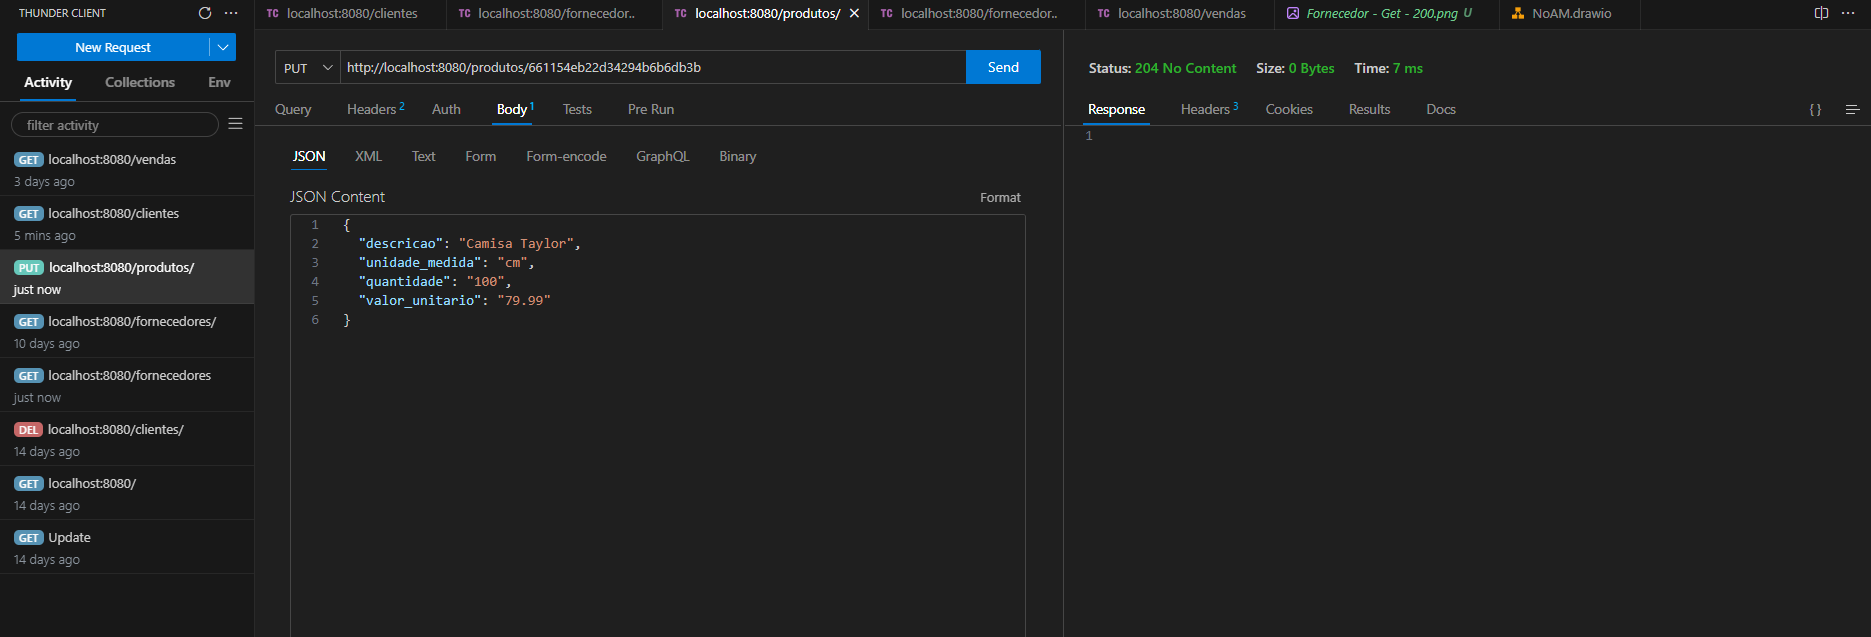 THUNDER CLIENT
New Request
Activity Collections Env
filter activity
GET localhost:8080/vendas
3 days ago
GET localhost:8080/clientes
5 mins ago
PUT localhost:8080/produtos/
just now
GET localhost:8080/fornecedores/
10 days ago
GET localhost:8080/fornecedores
just now
DEL localhost:8080/clientes/
14 days ago
GET localhost:8080/
14 days ago
GET Update
14 days ago
TC localhost:8080/clientes TC localhost:8080/fornecedor.. TC localhost:8080/produtos/ TC localhost:8080/fornecedor.. TC localhost:8080/vendas Fornecedor - Get - 200.png U NoAM.drawio
PUT http://localhost:8080/produtos/661154eb22d34294b6b6db3b Send
Query Headers 2 Auth Body 1 Tests Pre Run
JSON XML Text Form Form-encode GraphQL Binary
JSON Content Format
1 {
2 "descricao": "Camisa Taylor",
3 "unidade_medida": "cm",
4 "quantidade": "100",
5 "valor_unitario": "79.99"
6 }
Status: 204 No Content Size: 0 Bytes Time: 7 ms
Response Headers 3 Cookies Results Docs { }
1